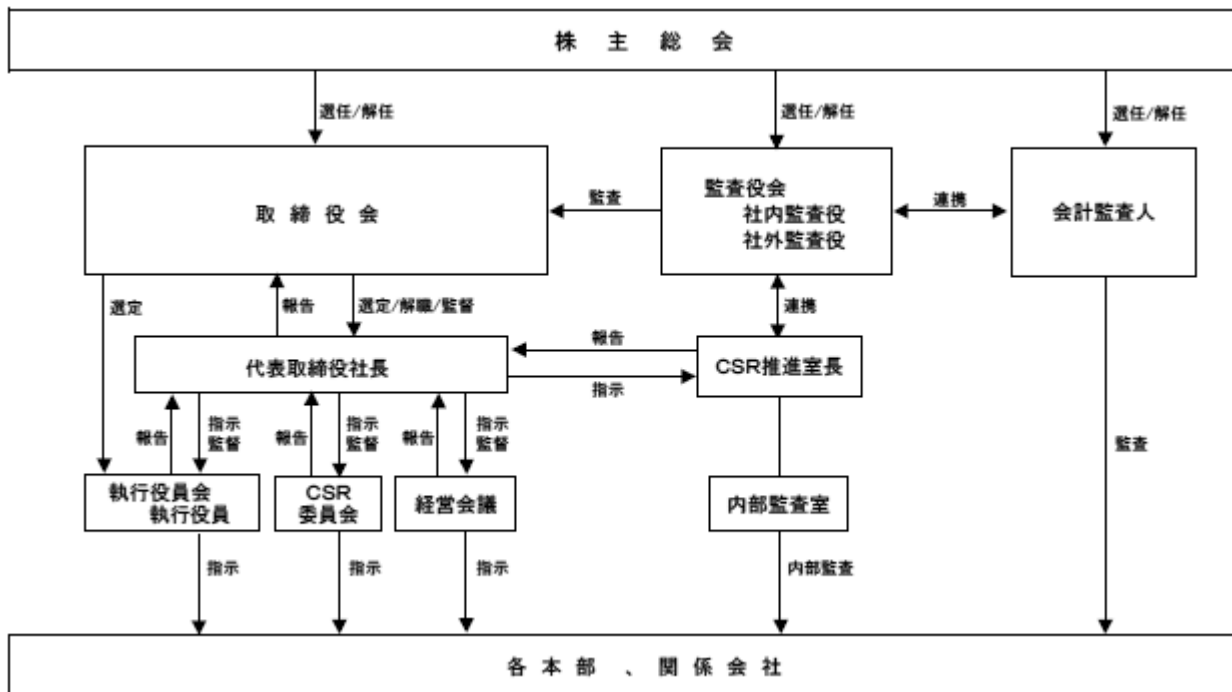 株主総会
選任/解任
選任/解任
選任/解任
取締役会
監査
監査役会
社内監査役
社外監査役
連携
会計監査人
選定
報告
選定/解職/監督
連携
代表取締役社長
報告
指示
CSR推進室長
報告
指示
監督
報告
指示
監督
報告
指示
監督
監査
執行役員会
執行役員
CSR
委員会
経営会議
内部監査室
指示
指示
指示
内部監査
各本部、関係会社